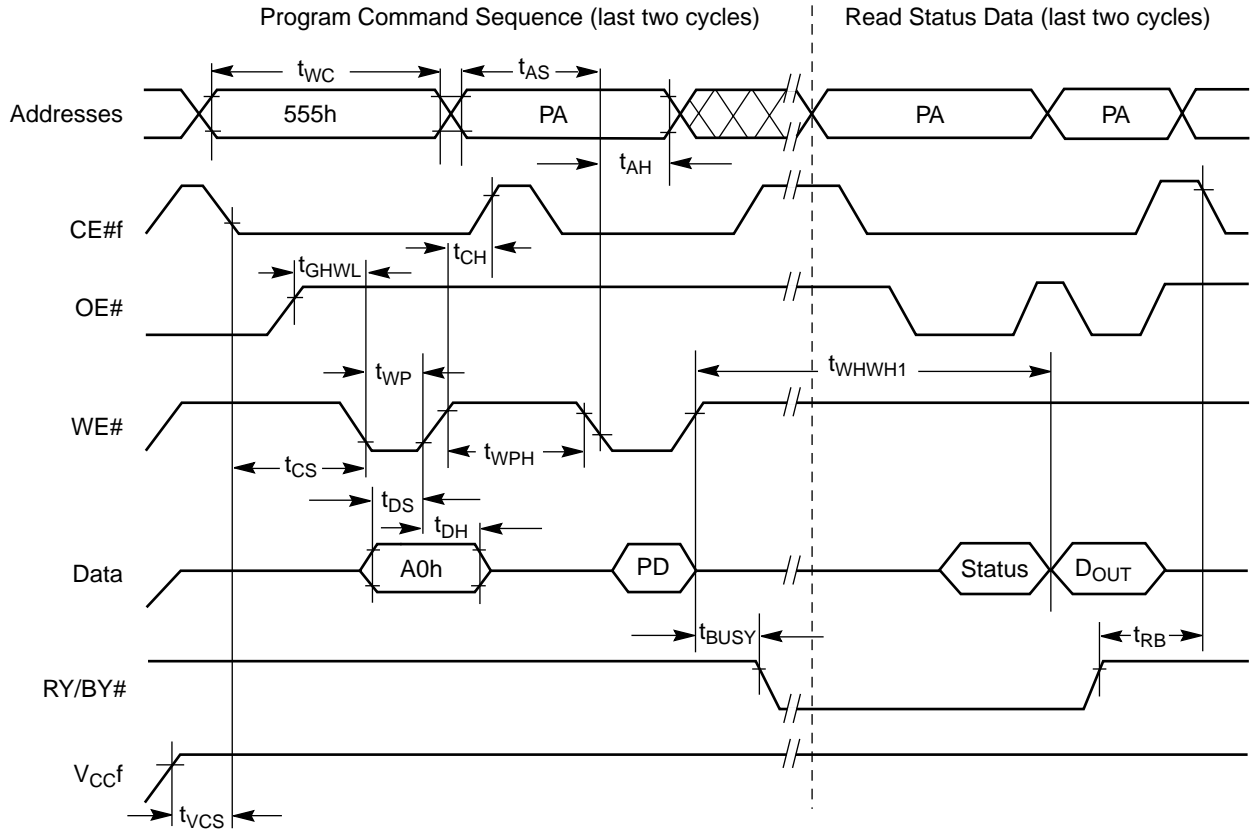 Program Command Sequence (last two cycles)
Read Status Data (last two cycles)
tWC
tAS
Addresses
555h
PA
PA
PA
tAH
CE#f
tCH
tGHWL
OE#
tWP
tWHWH1
WE#
tCS
tWPH
tDS
tDH
Data
A0h
PD
Status
DOUT
tBUSY
tRB
RY/BY#
VCCf
tVCS